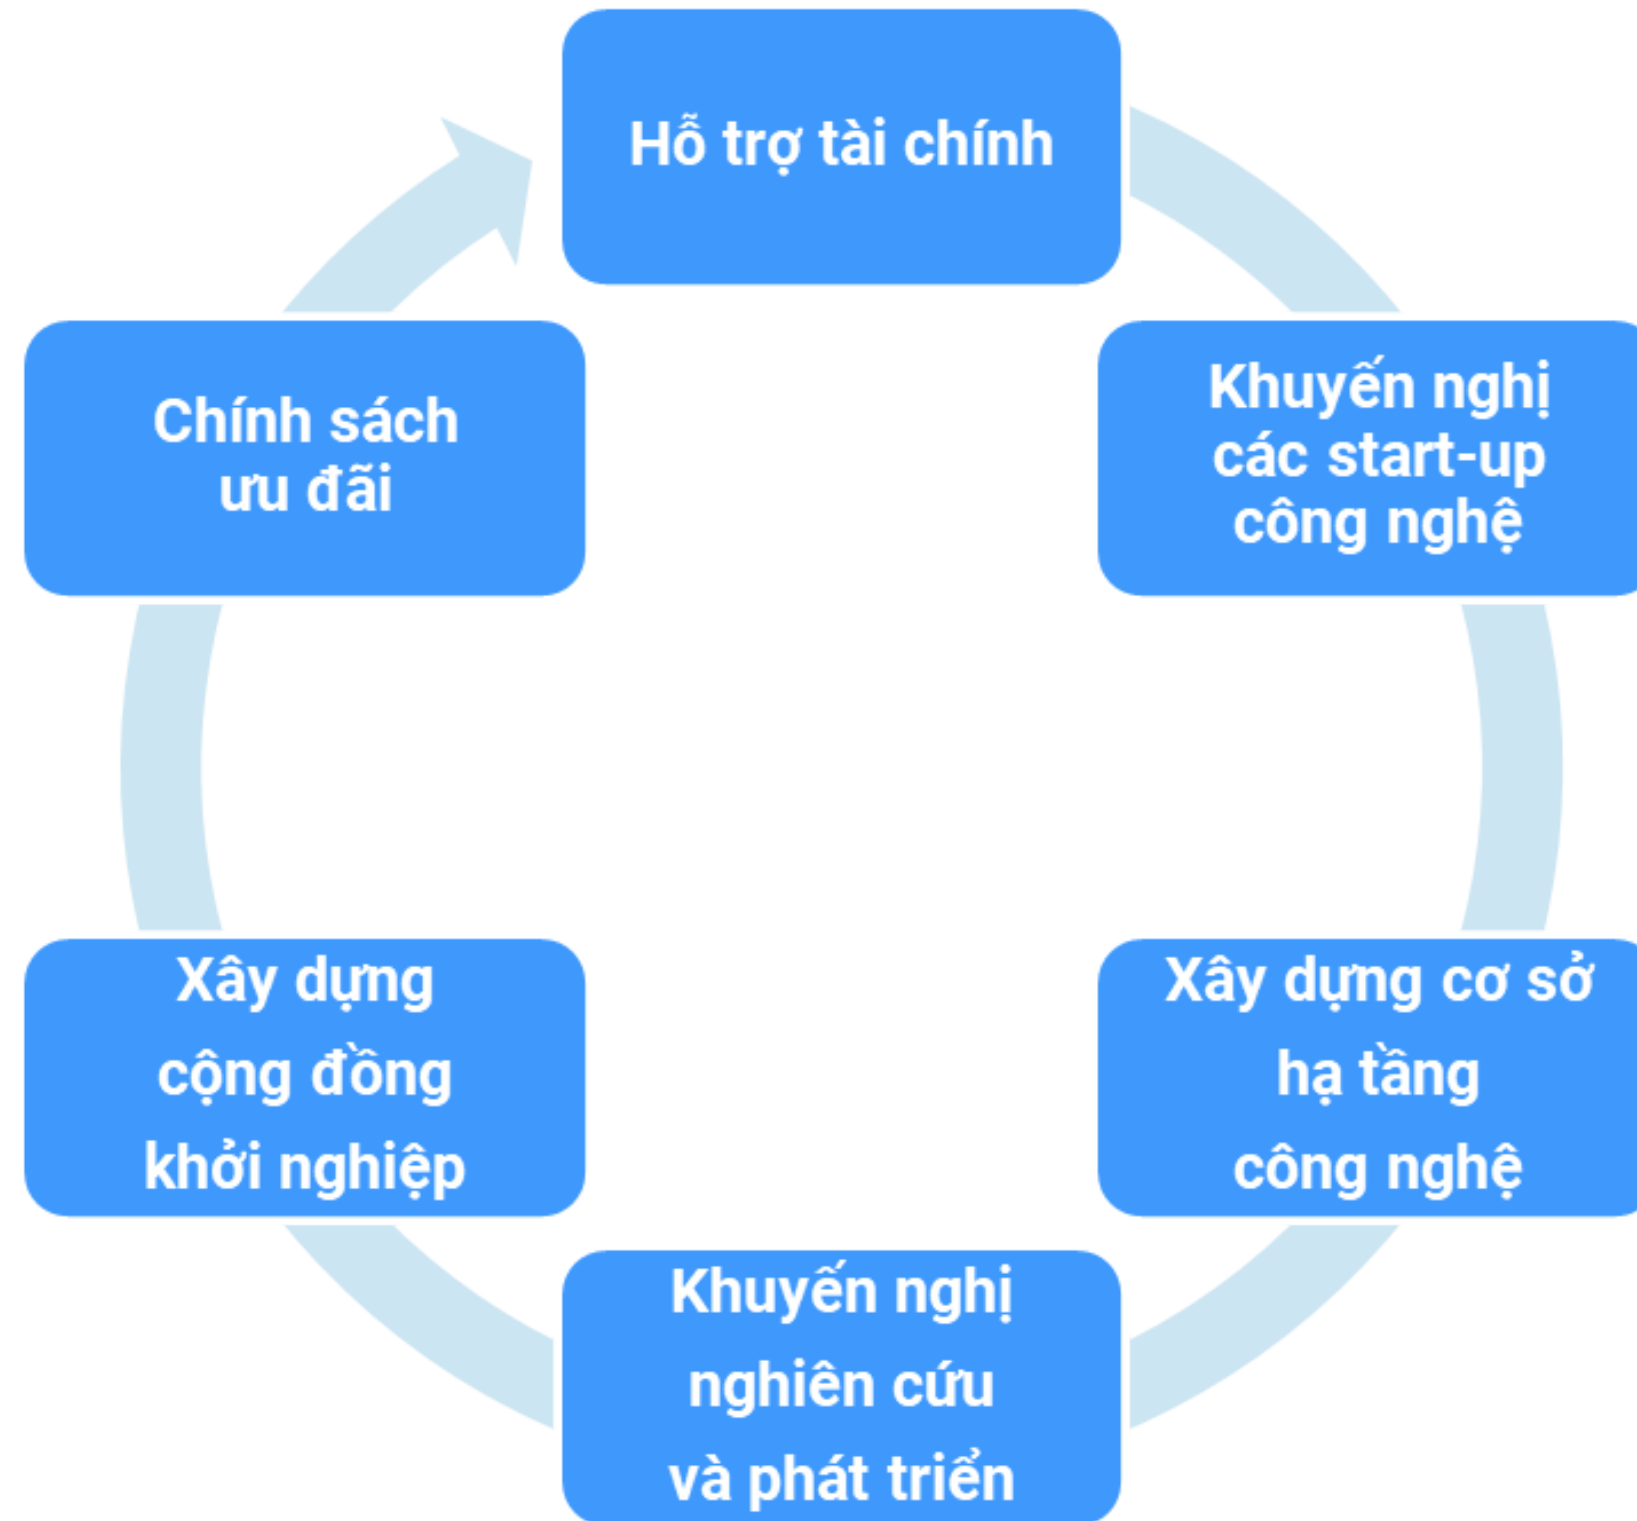 Hỗ trợ tài chính
Khuyến nghị
các start-up
công nghệ
Xây dựng cơ sở
hạ tầng
công nghệ
Khuyến nghị
nghiên cứu
và phát triển
Xây dựng
cộng đồng
khởi nghiệp
Chính sách
ưu đãi